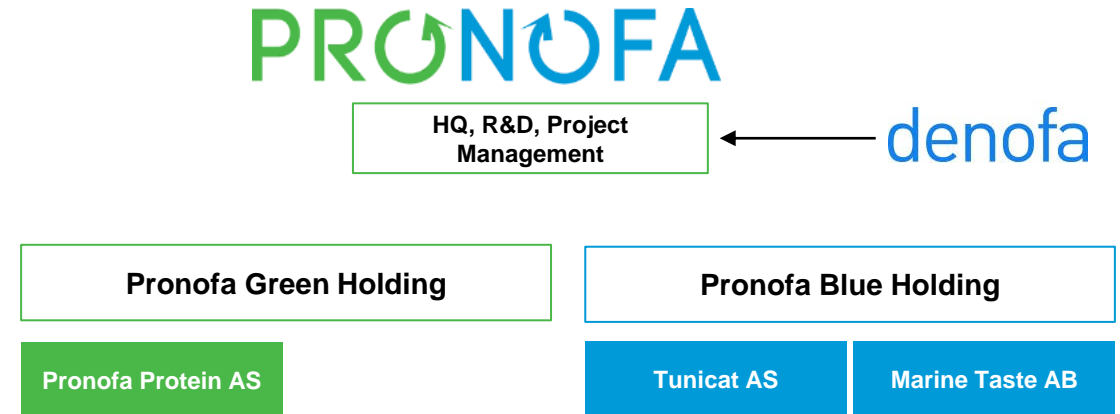 PRONOFA
HQ, R&D, Project
Management
denofa
Pronofa Green Holding
Pronofa Blue Holding
Pronofa Protein AS
Tunicat AS
Marine Taste AB